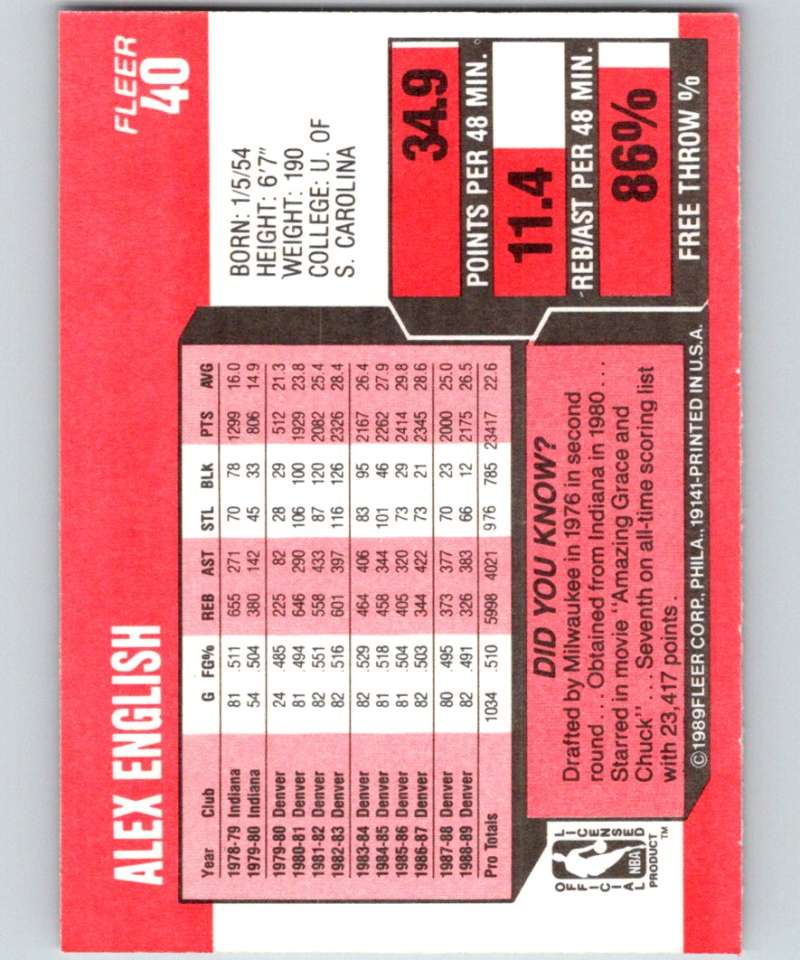 ALEX ENGLISH
FLEER
40
BORN: 1/5/54
HEIGHT: 6'7"
WEIGHT: 190
COLLEGE: U. OF
S. CAROLINA
Year Club G FG% REB AST STL BLK PTS AVG
1978-79 Indiana 81 .511 655 271 70 78 1299 16.0
1979-80 Indiana 54 .504 380 142 45 33 806 14.9
1979-80 Denver 24 .485 225 82 28 29 512 21.3
1980-81 Denver 81 .494 646 290 106 100 1929 23.8
1981-82 Denver 82 .551 558 433 87 120 2082 25.4
1982-83 Denver 82 .516 601 397 116 126 2326 28.4
1983-84 Denver 82 .529 464 406 83 95 2167 26.4
1984-85 Denver 81 .518 458 344 101 46 2262 27.9
1985-86 Denver 81 .504 405 320 73 29 2414 29.8
1986-87 Denver 82 .503 344 422 73 21 2345 28.6
1987-88 Denver 80 .495 373 377 70 23 2000 25.0
1988-89 Denver 82 .491 326 383 66 12 2175 26.5
Pro Totals 1034 .510 5998 4021 976 785 23417 22.6
34.9
POINTS PER 48 MIN.
11.4
REB/AST PER 48 MIN.
86%
FREE THROW %
DID YOU KNOW?
Drafted by Milwaukee in 1976 in second
round . . . Obtained from Indiana in 1980 . . .
Starred in movie "Amazing Grace and
Chuck" . . . Seventh on all-time scoring list
with 23,417 points.
OFFICIAL LICENSED
NBA
PRODUCT™
©1989FLEER CORP., PHILA., 19141-PRINTED IN U.S.A.